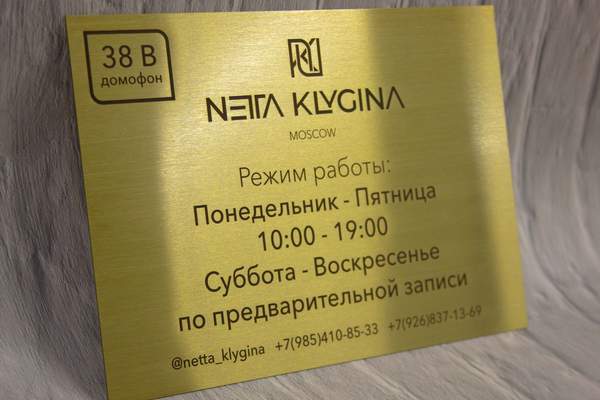 38 В
домофон
NETTA KLYGINA
MOSCOW
Режим работы:
Понедельник - Пятница
10:00 - 19:00
Суббота - Воскресенье
по предварительной записи
@netta_klygina +7(985)410-85-33 +7(926)837-13-69